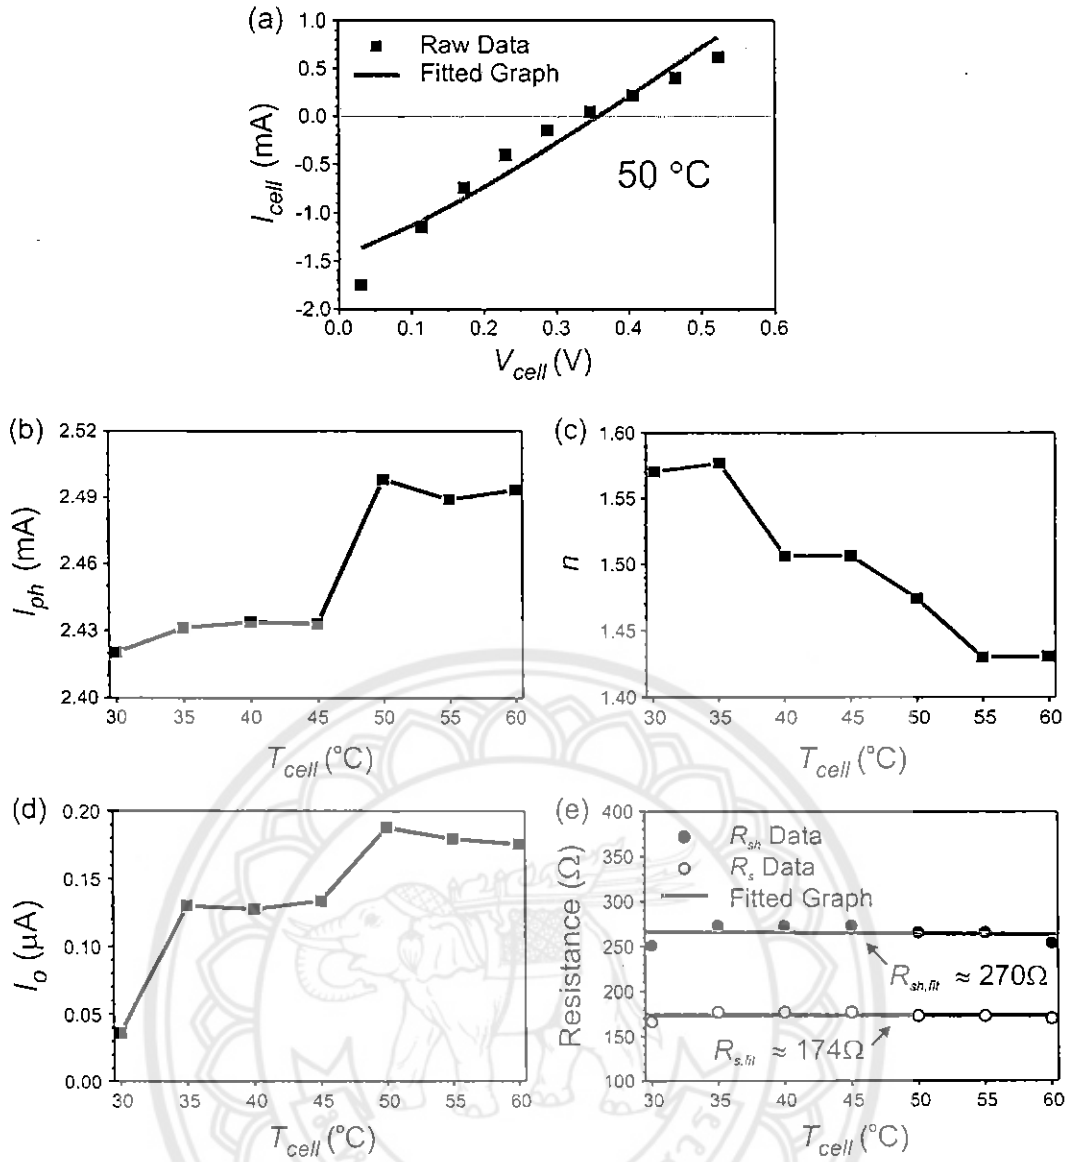 (a)
1.0
0.5
0.0
-0.5
-1.0
-1.5
-2.0
I_cell (mA)
Raw Data
Fitted Graph
50 °C
0.0 0.1 0.2 0.3 0.4 0.5 0.6
V_cell (V)
(b)
2.52
2.49
2.46
2.43
2.40
I_ph (mA)
30 35 40 45 50 55 60
T_cell (°C)
(c)
1.60
1.55
1.50
1.45
1.40
n
30 35 40 45 50 55 60
T_cell (°C)
(d)
0.20
0.15
0.10
0.05
0.00
I_o (μA)
30 35 40 45 50 55 60
T_cell (°C)
(e)
400
350
300
250
200
150
100
Resistance (Ω)
R_sh Data
R_s Data
Fitted Graph
R_sh,fit ≈ 270Ω
R_s,fit ≈ 174Ω
30 35 40 45 50 55 60
T_cell (°C)